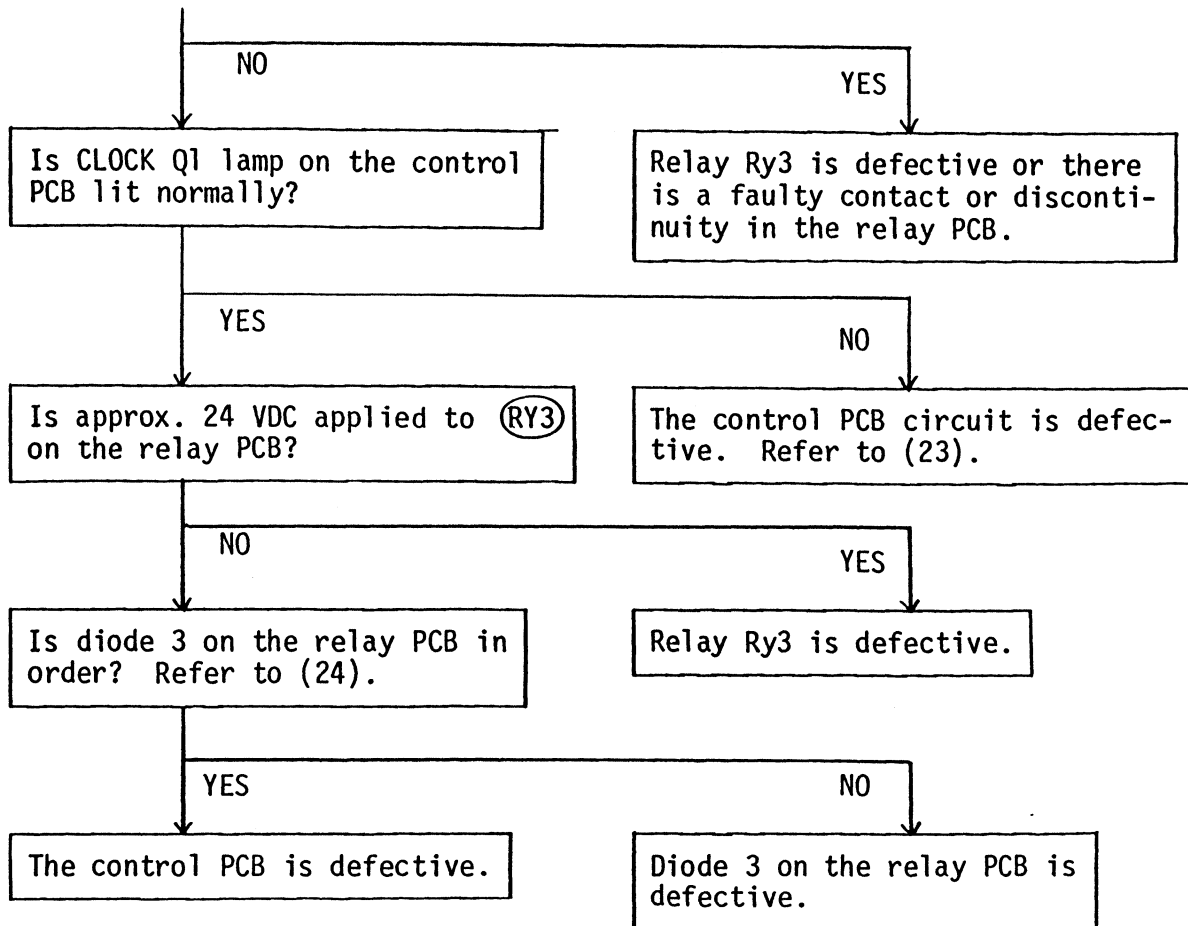 NO
YES
Is CLOCK Q1 lamp on the control
PCB lit normally?
Relay Ry3 is defective or there
is a faulty contact or disconti-
nuity in the relay PCB.
YES
NO
Is approx. 24 VDC applied to RY3
on the relay PCB?
The control PCB circuit is defec-
tive. Refer to (23).
NO
YES
Is diode 3 on the relay PCB in
order? Refer to (24).
Relay Ry3 is defective.
YES
NO
The control PCB is defective.
Diode 3 on the relay PCB is
defective.